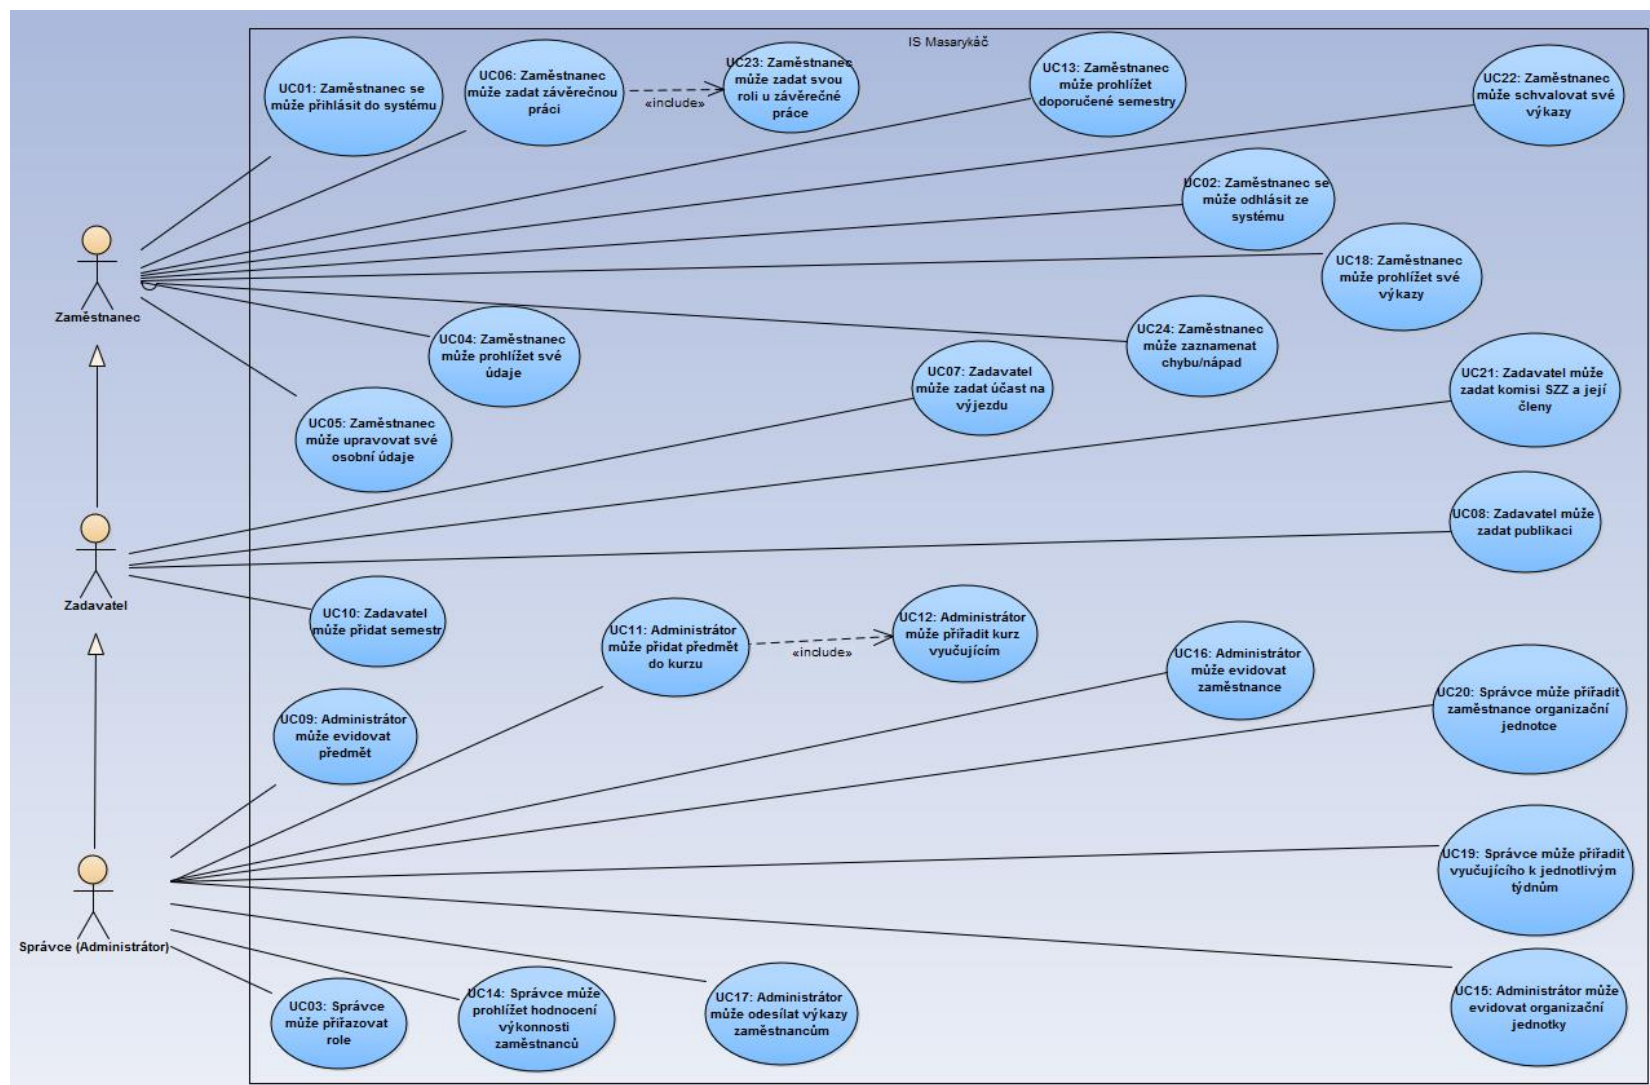 IS Masarykáč
UC01: Zaměstnanec se
může přihlásit do systému
UC06: Zaměstnanec
může zadat závěrečnou
práci
«include»
UC23: Zaměstnanec
může zadat svou
roli u závěrečné
práce
UC13: Zaměstnanec
může prohlížet
doporučené semestry
UC22: Zaměstnanec
může schvalovat své
výkazy
UC02: Zaměstnanec se
může odhlásit ze
systému
UC18: Zaměstnanec
může prohlížet své
výkazy
Zaměstnanec
UC04: Zaměstnanec
může prohlížet své
údaje
UC24: Zaměstnanec
může zaznamenat
chybu/nápad
UC07: Zadavatel
může zadat účast na
výjezdu
UC21: Zadavatel může
zadat komisi SZZ a její
členy
UC05: Zaměstnanec
může upravovat své
osobní údaje
UC08: Zadavatel může
zadat publikaci
Zadavatel
UC10: Zadavatel
může přidat semestr
UC11: Administrátor
může přidat předmět
do kurzu
«include»
UC12: Administrátor
může přiřadit kurz
vyučujícím
UC16: Administrátor
může evidovat
zaměstnance
UC20: Správce může přiřadit
zaměstnance organizační
jednotce
UC09: Administrátor
může evidovat
předmět
UC19: Správce může přiřadit
vyučujícího k jednotlivým
týdnům
Správce (Administrátor)
UC03: Správce
může přiřazovat
role
UC14: Správce může
prohlížet hodnocení
výkonnosti
zaměstnanců
UC17: Administrátor
může odesílat výkazy
zaměstnancům
UC15: Administrátor může
evidovat organizační
jednotky